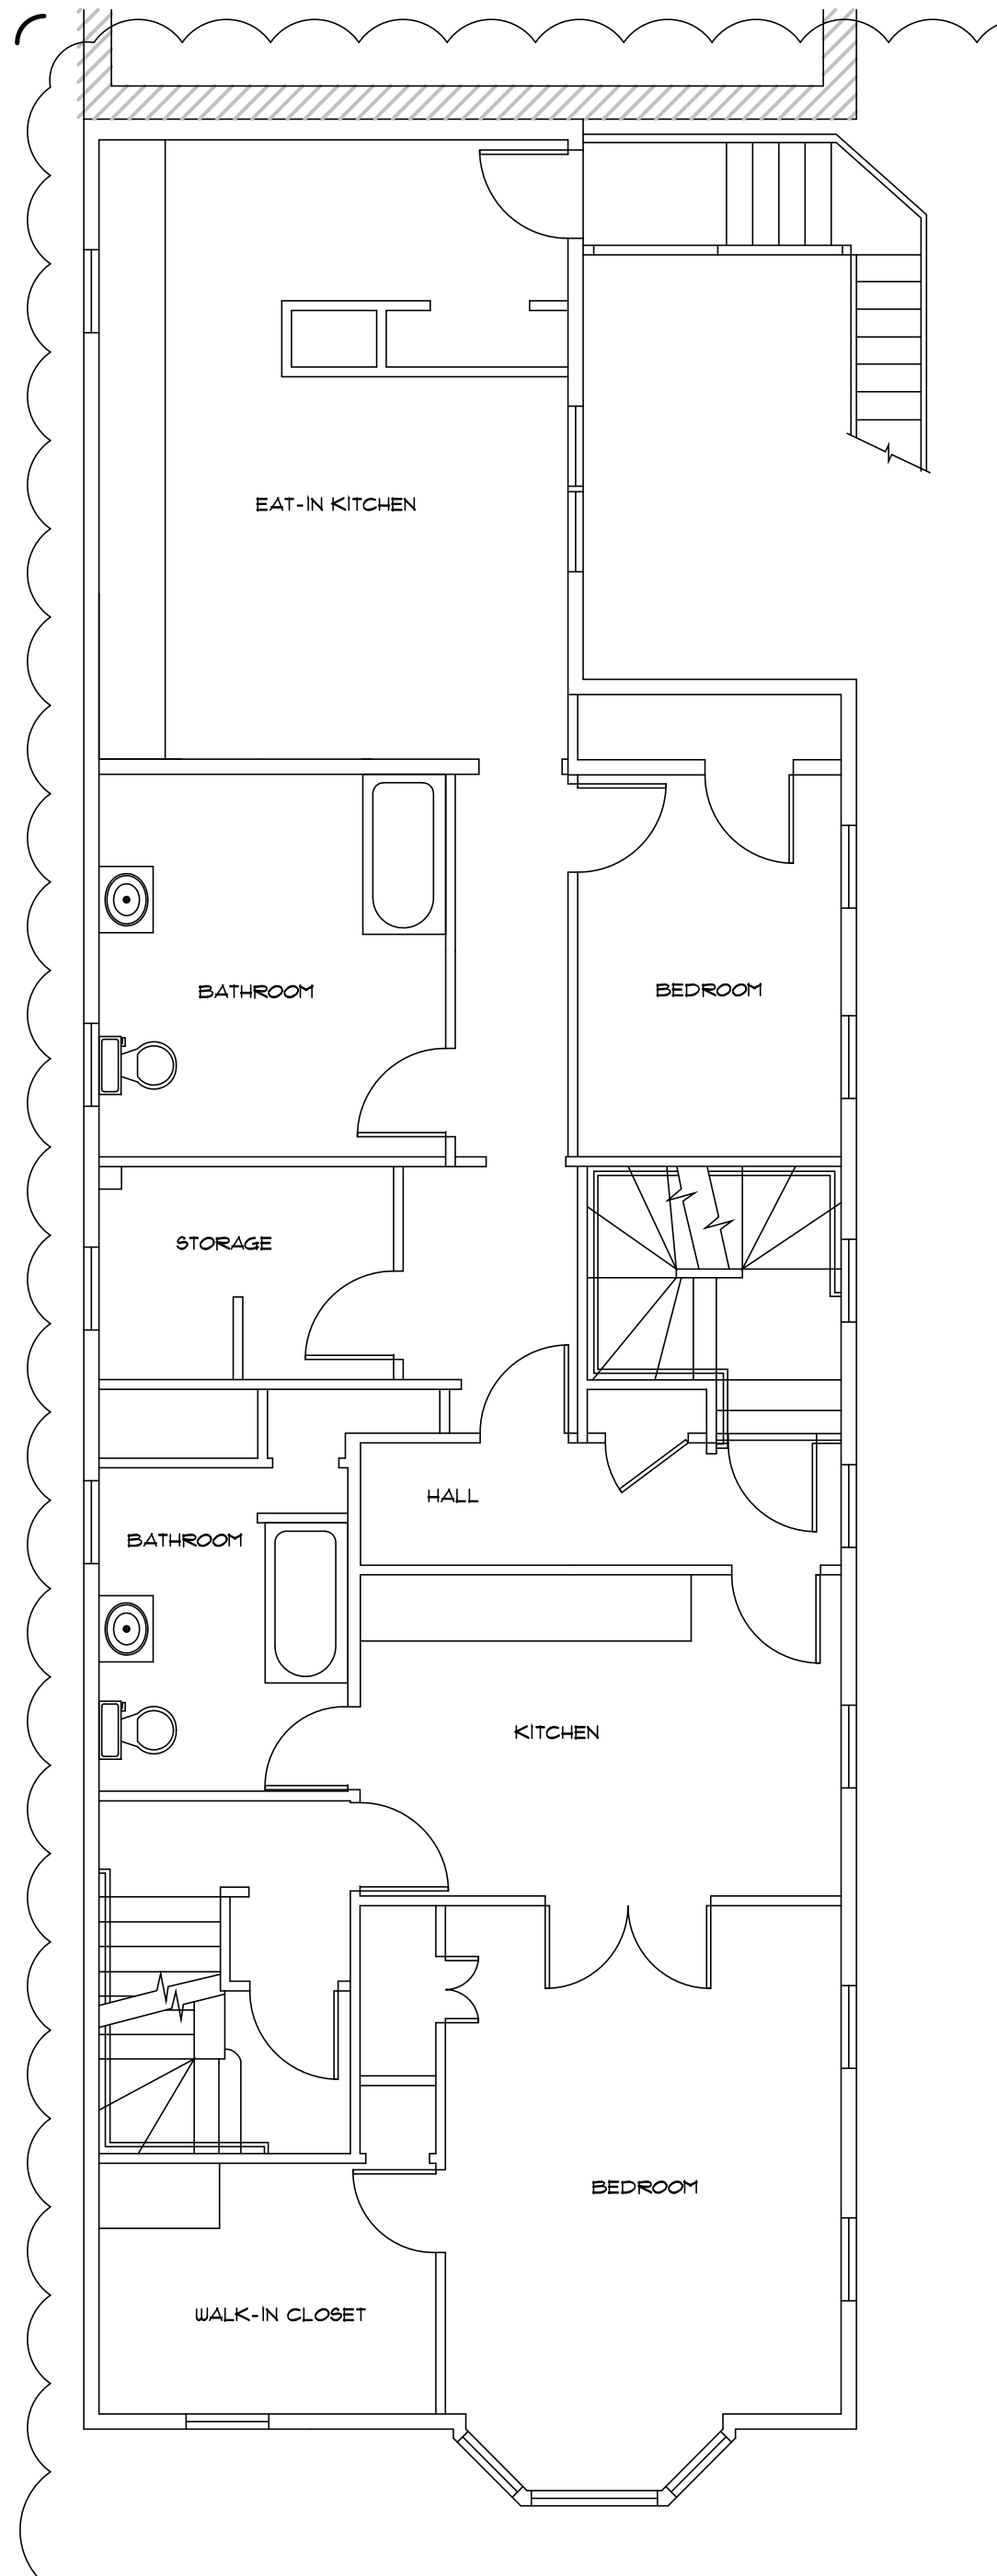 EAT-IN KITCHEN
BATHROOM
BEDROOM
STORAGE
HALL
BATHROOM
KITCHEN
BEDROOM
WALK-IN CLOSET